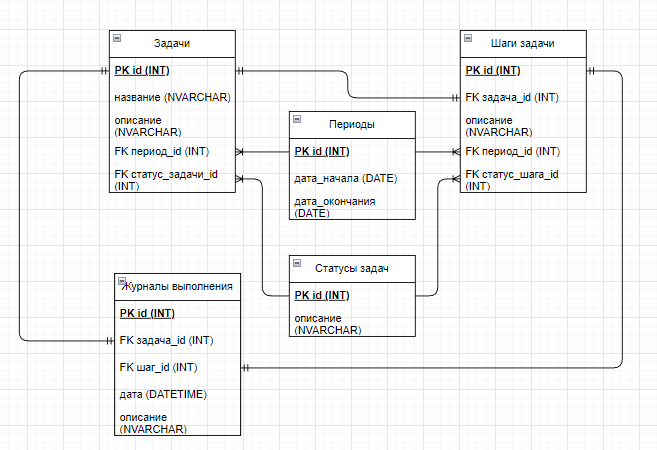 Задачи
PK id (INT)
название (NVARCHAR)
описание
(NVARCHAR)
FK период_id (INT)
FK статус_задачи_id
(INT)
Шаги задачи
PK id (INT)
FK задача_id (INT)
описание
(NVARCHAR)
FK период_id (INT)
FK статус_шага_id
(INT)
Периоды
PK id (INT)
дата_начала (DATE)
дата_окончания
(DATE)
Статусы задач
PK id (INT)
описание
(NVARCHAR)
Журналы выполнения
PK id (INT)
FK задача_id (INT)
FK шаг_id (INT)
дата (DATETIME)
описание
(NVARCHAR)